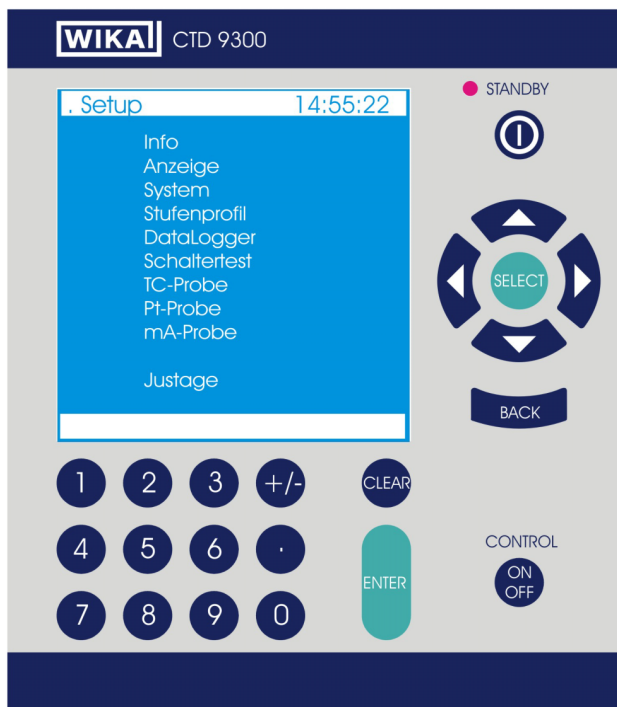 WIKAI CTD 9300
. Setup 14:55:22
STANDBY
Info
Anzeige
System
Stufenprofil
DataLogger
Schaltertest
TC-Probe
Pt-Probe
mA-Probe
Justage
SELECT
BACK
1 2 3 +/- CLEAR
4 5 6 .
7 8 9 0
ENTER
CONTROL
ON
OFF